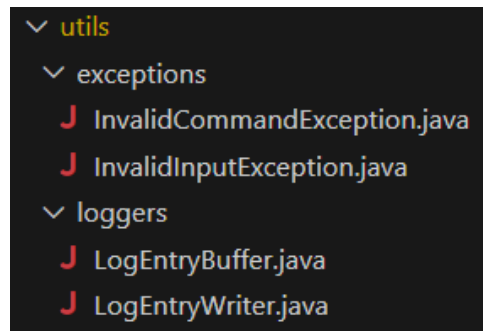 utils
exceptions
J InvalidCommandException.java
J InvalidInputException.java
loggers
J LogEntryBuffer.java
J LogEntryWriter.java